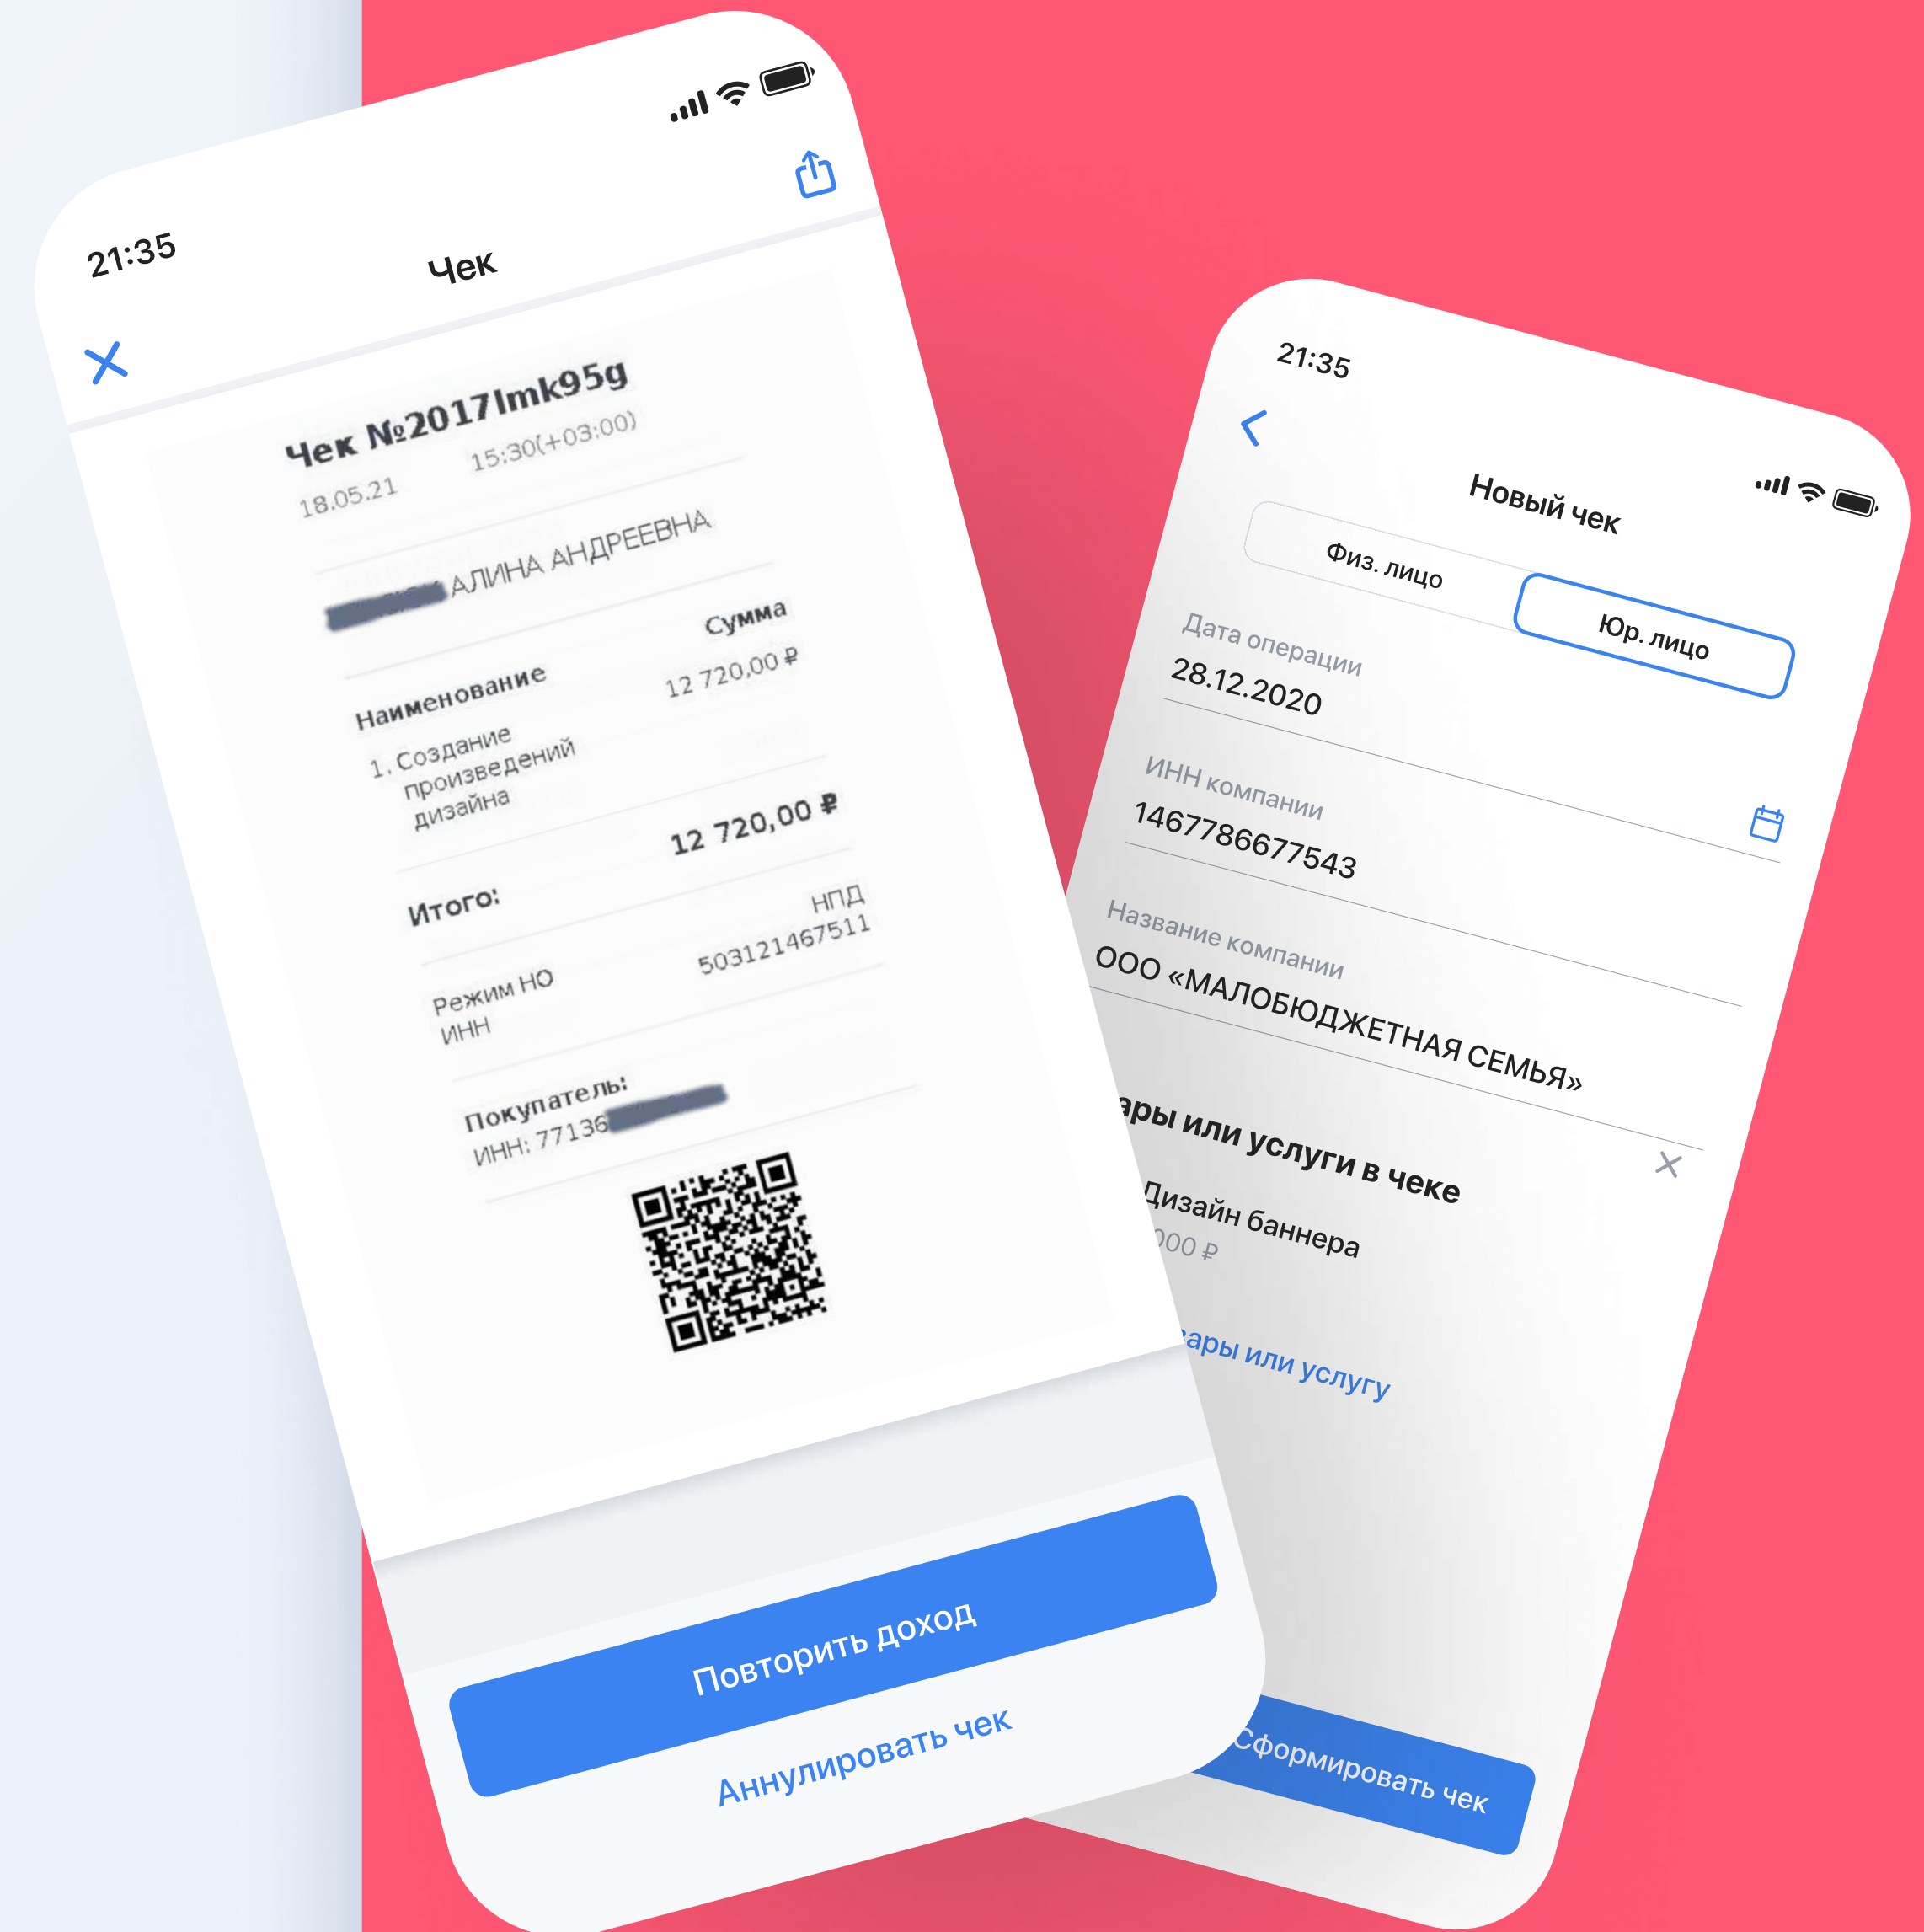 21:35
Чек
Чек №2017lmk95g
18.05.21 15:30(+03:00)
АЛИНА АНДРЕЕВНА
Наименование Сумма
1. Создание 12 720,00 ₽
произведений
дизайна
Итого: 12 720,00 ₽
Режим НО НПД
ИНН 503121467511
Покупатель:
ИНН: 77136
Повторить доход
Аннулировать чек
21:35
Новый чек
Физ. лицо Юр. лицо
Дата операции
28.12.2020
ИНН компании
1467786677543
Название компании
ООО «МАЛОБЮДЖЕТНАЯ СЕМЬЯ»
ары или услуги в чеке
Дизайн баннера
000 ₽
вары или услугу
Сформировать чек